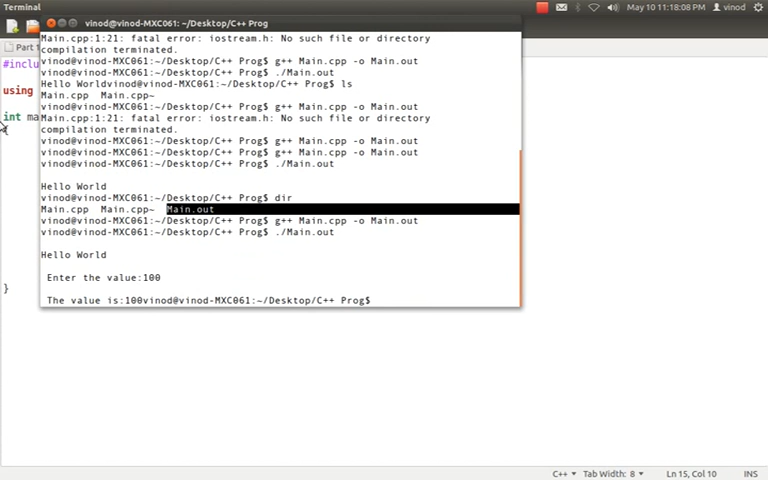 Terminal
May 10 11:18:08 PM vinod
Part 1
vinod@vinod-MXC061: ~/Desktop/C++ Prog
Main.cpp:1:21: fatal error: iostream.h: No such file or directory
compilation terminated.
vinod@vinod-MXC061:~/Desktop/C++ Prog$ g++ Main.cpp -o Main.out
vinod@vinod-MXC061:~/Desktop/C++ Prog$ ./Main.out
Hello Worldvinod@vinod-MXC061:~/Desktop/C++ Prog$ ls
Main.cpp  Main.cpp~
vinod@vinod-MXC061:~/Desktop/C++ Prog$ g++ Main.cpp -o Main.out
Main.cpp:1:21: fatal error: iostream.h: No such file or directory
compilation terminated.
vinod@vinod-MXC061:~/Desktop/C++ Prog$ g++ Main.cpp -o Main.out
vinod@vinod-MXC061:~/Desktop/C++ Prog$ g++ Main.cpp -o Main.out
vinod@vinod-MXC061:~/Desktop/C++ Prog$ ./Main.out
Hello World
vinod@vinod-MXC061:~/Desktop/C++ Prog$ dir
Main.cpp  Main.cpp~  Main.out
vinod@vinod-MXC061:~/Desktop/C++ Prog$ g++ Main.cpp -o Main.out
vinod@vinod-MXC061:~/Desktop/C++ Prog$ ./Main.out
Hello World
Enter the value:100
The value is:100vinod@vinod-MXC061:~/Desktop/C++ Prog$
#inclu
using
int ma
{
}
C++ Tab Width: 8 Ln 15, Col 10 INS